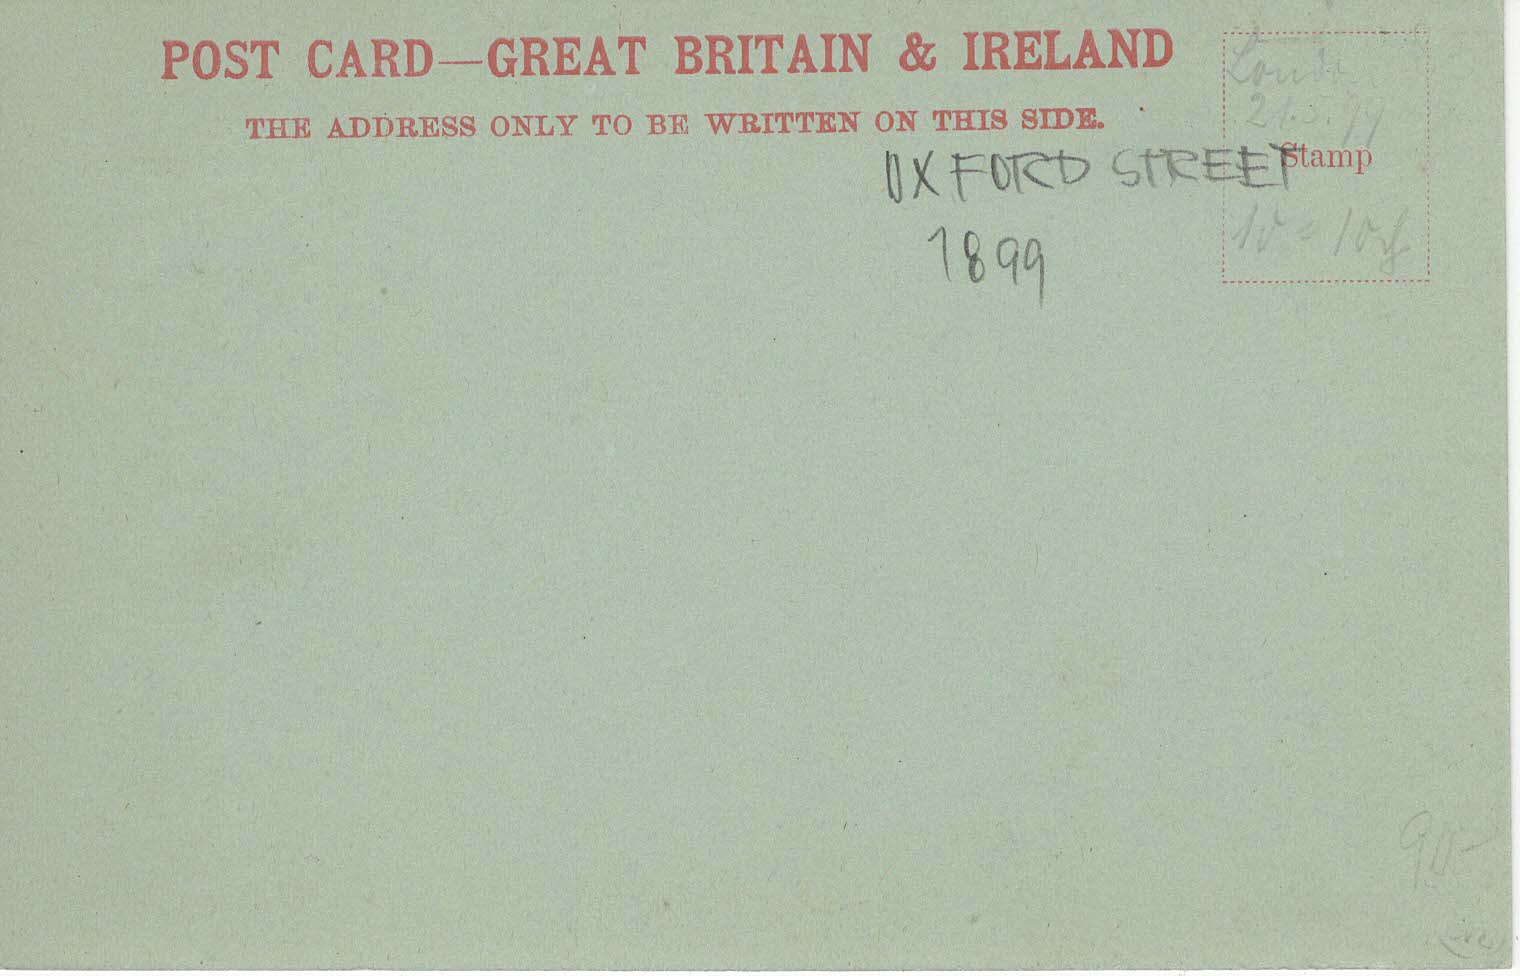 POST CARD—GREAT BRITAIN & IRELAND
THE ADDRESS ONLY TO BE WRITTEN ON THIS SIDE.
21.5.99
Stamp
OXFORD STREET
1899